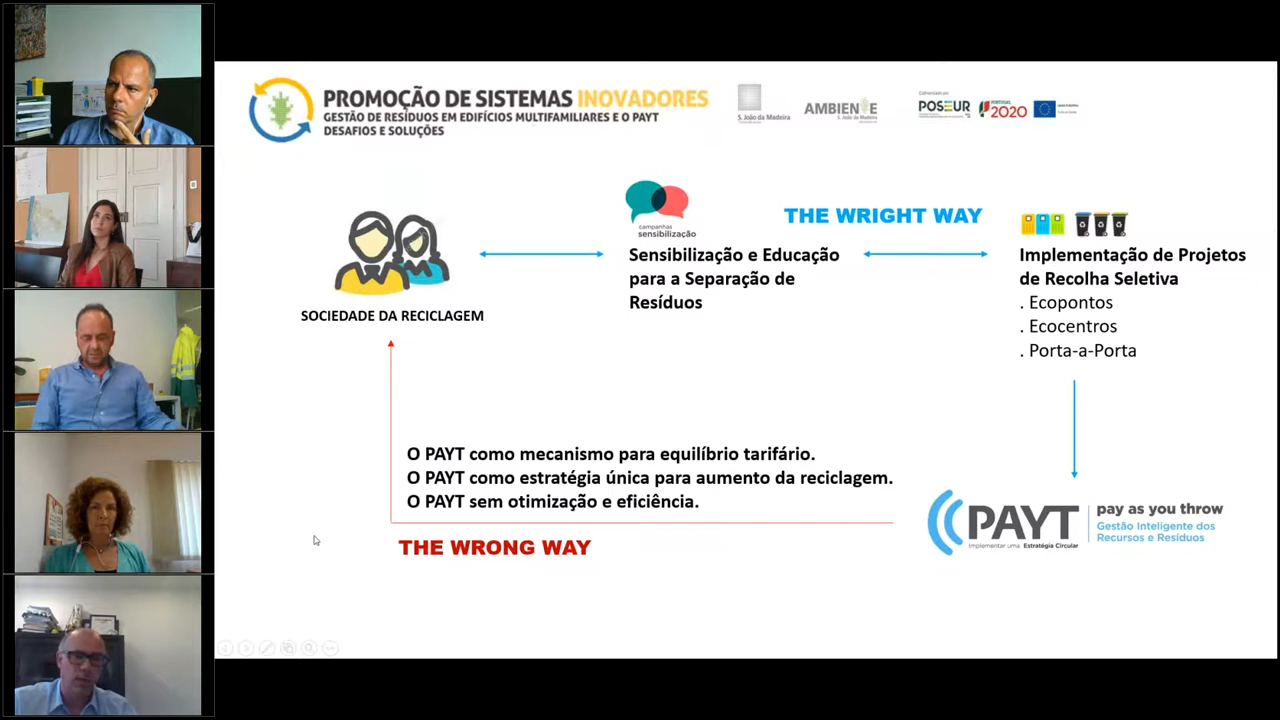 PROMOÇÃO DE SISTEMAS INOVADORES
GESTÃO DE RESÍDUOS EM EDIFÍCIOS MULTIFAMILIARES E O PAYT
DESAFIOS E SOLUÇÕES
S. João da Madeira
AMBIENTE
S. João da Madeira
Cofinanciado por
POSEUR
PORTUGAL
2020
campanhas
sensibilização
THE WRIGHT WAY
Sensibilização e Educação
para a Separação de
Resíduos
Implementação de Projetos
de Recolha Seletiva
. Ecopontos
. Ecocentros
. Porta-a-Porta
SOCIEDADE DA RECICLAGEM
O PAYT como mecanismo para equilíbrio tarifário.
O PAYT como estratégia única para aumento da reciclagem.
O PAYT sem otimização e eficiência.
THE WRONG WAY
PAYT
Implementar uma Estratégia Circular
pay as you throw
Gestão Inteligente dos
Recursos e Resíduos